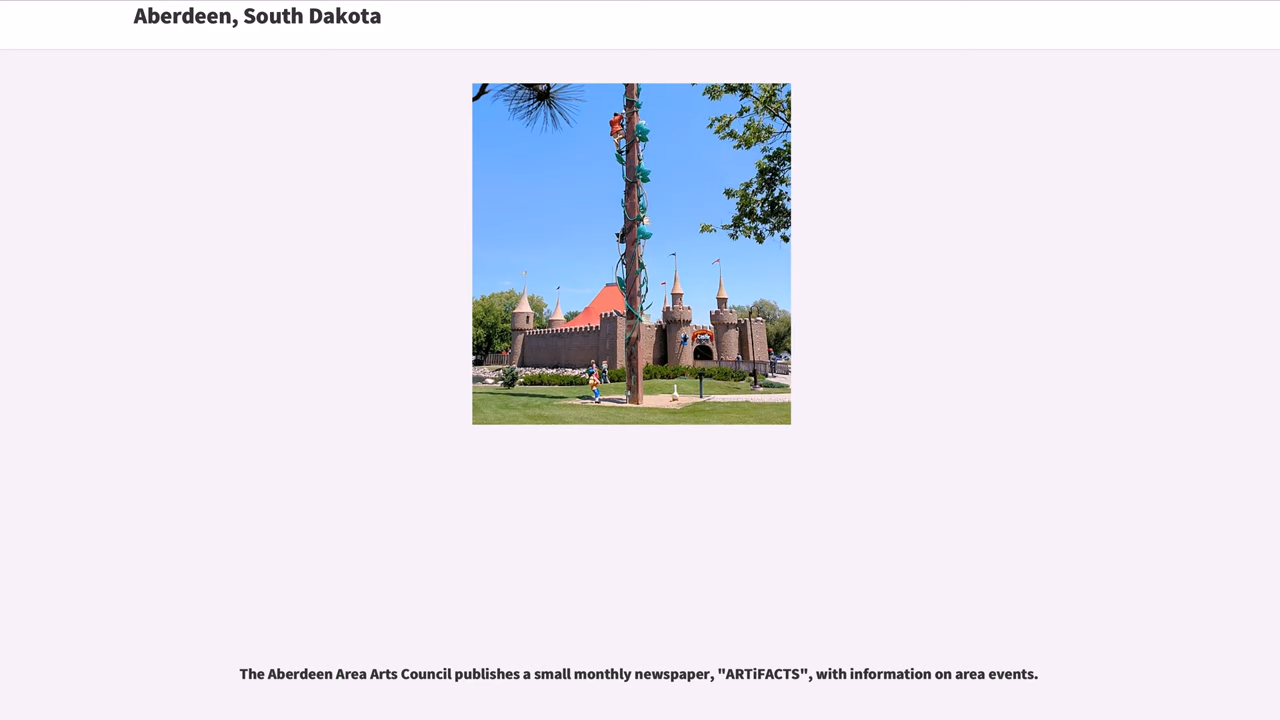 Aberdeen, South Dakota
The Aberdeen Area Arts Council publishes a small monthly newspaper, "ARTiFACTS", with information on area events.